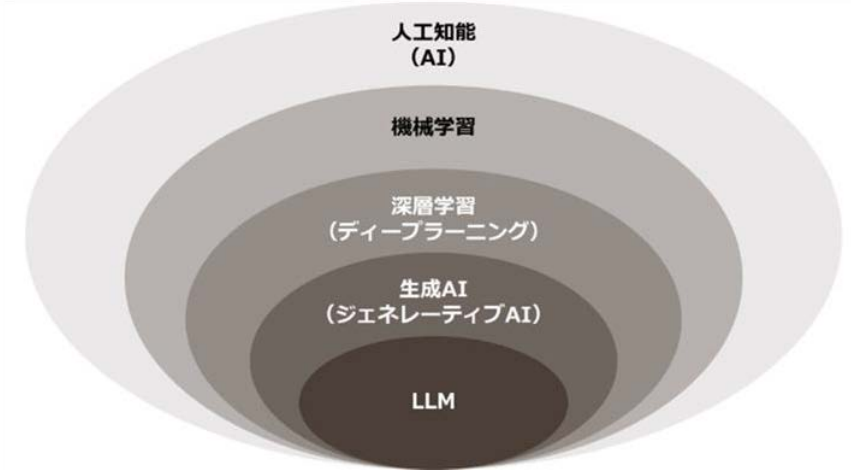 人工知能
（AI）
機械学習
深層学習
（ディープラーニング）
生成AI
（ジェネレーティブAI）
LLM